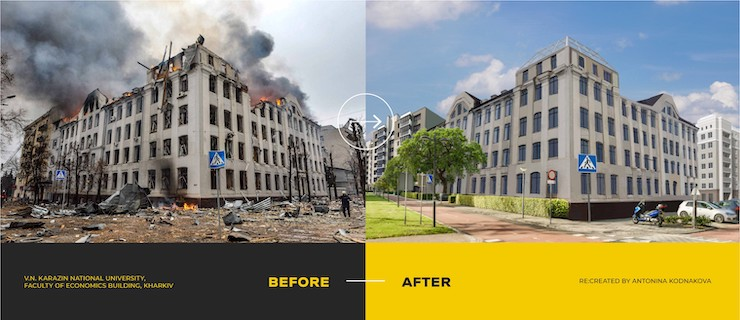 V.N. KARAZIN NATIONAL UNIVERSITY,
FACULTY OF ECONOMICS BUILDING, KHARKIV
BEFORE
AFTER
RE:CREATED BY ANTONINA KODNAKOVA